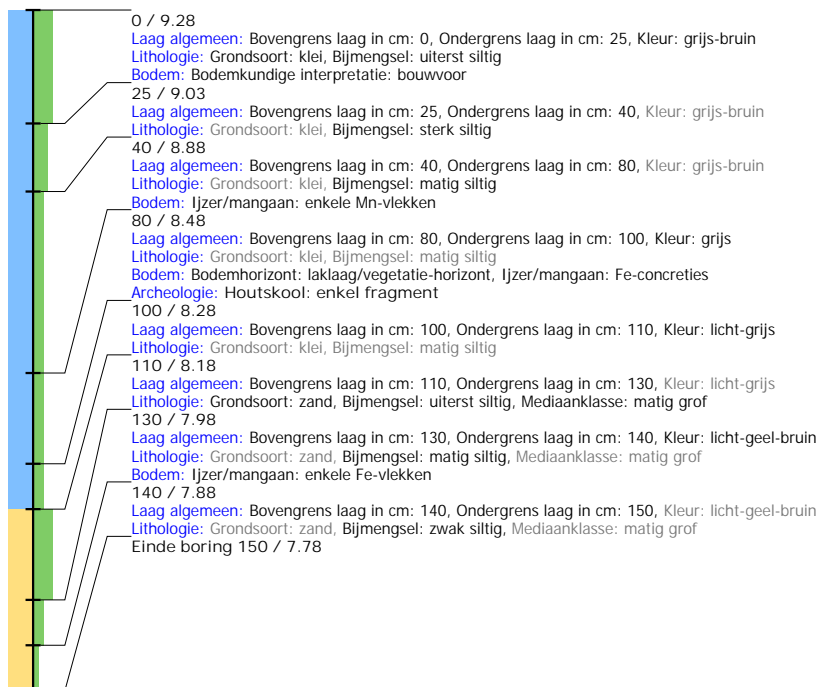 0 / 9.28
Laag algemeen: Bovengrens laag in cm: 0, Ondergrens laag in cm: 25, Kleur: grijs-bruin
Lithologie: Grondsoort: klei, Bijmengsel: uiterst siltig
Bodem: Bodemkundige interpretatie: bouwvoor
25 / 9.03
Laag algemeen: Bovengrens laag in cm: 25, Ondergrens laag in cm: 40, Kleur: grijs-bruin
Lithologie: Grondsoort: klei, Bijmengsel: sterk siltig
40 / 8.88
Laag algemeen: Bovengrens laag in cm: 40, Ondergrens laag in cm: 80, Kleur: grijs-bruin
Lithologie: Grondsoort: klei, Bijmengsel: matig siltig
Bodem: Ijzer/mangaan: enkele Mn-vlekken
80 / 8.48
Laag algemeen: Bovengrens laag in cm: 80, Ondergrens laag in cm: 100, Kleur: grijs
Lithologie: Grondsoort: klei, Bijmengsel: matig siltig
Bodem: Bodemhorizont: laklaag/vegetatie-horizont, Ijzer/mangaan: Fe-concreties
Archeologie: Houtskool: enkel fragment
100 / 8.28
Laag algemeen: Bovengrens laag in cm: 100, Ondergrens laag in cm: 110, Kleur: licht-grijs
Lithologie: Grondsoort: klei, Bijmengsel: matig siltig
110 / 8.18
Laag algemeen: Bovengrens laag in cm: 110, Ondergrens laag in cm: 130, Kleur: licht-grijs
Lithologie: Grondsoort: zand, Bijmengsel: uiterst siltig, Mediaanklasse: matig grof
130 / 7.98
Laag algemeen: Bovengrens laag in cm: 130, Ondergrens laag in cm: 140, Kleur: licht-geel-bruin
Lithologie: Grondsoort: zand, Bijmengsel: matig siltig, Mediaanklasse: matig grof
Bodem: Ijzer/mangaan: enkele Fe-vlekken
140 / 7.88
Laag algemeen: Bovengrens laag in cm: 140, Ondergrens laag in cm: 150, Kleur: licht-geel-bruin
Lithologie: Grondsoort: zand, Bijmengsel: zwak siltig, Mediaanklasse: matig grof
Einde boring 150 / 7.78